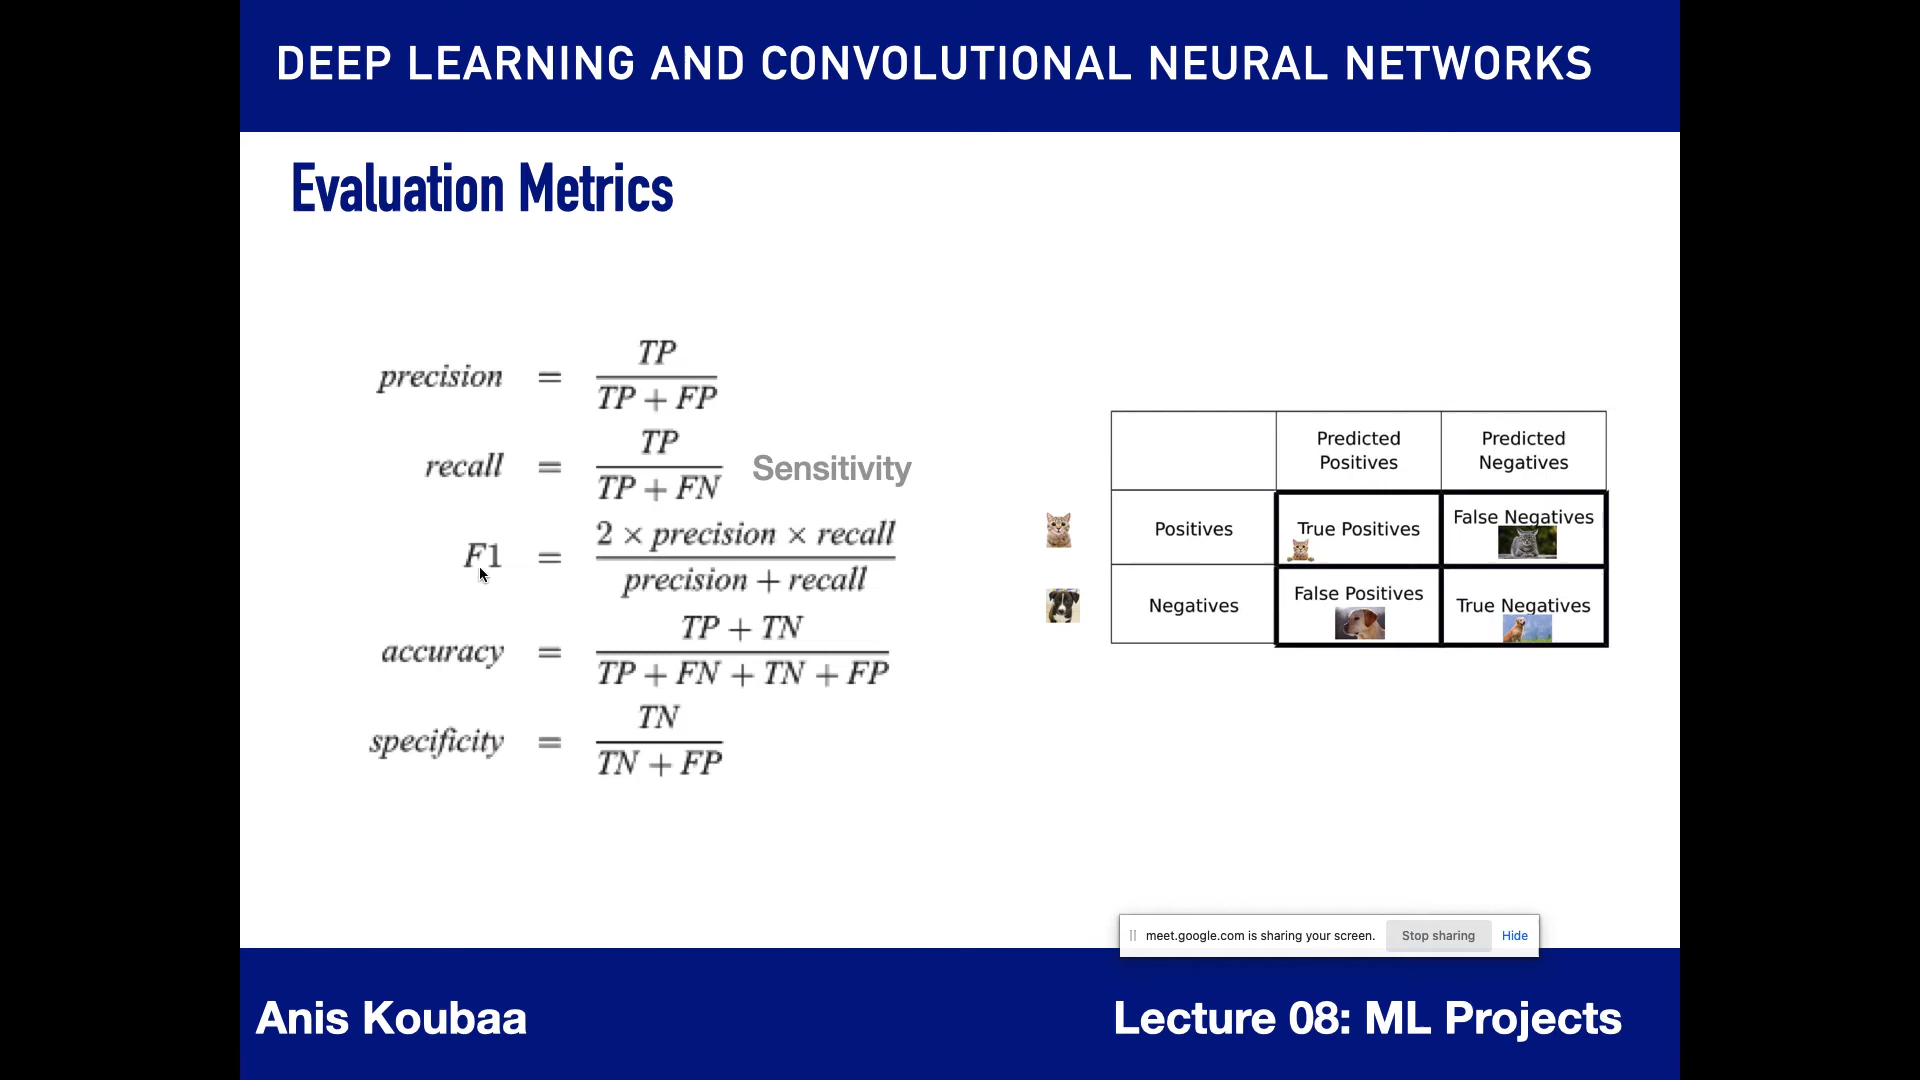 DEEP LEARNING AND CONVOLUTIONAL NEURAL NETWORKS
Evaluation Metrics
precision = TP / TP + FP
recall = TP / TP + FN Sensitivity
F1 = 2 × precision × recall / precision + recall
accuracy = TP + TN / TP + FN + TN + FP
specificity = TN / TN + FP
Predicted Positives
Predicted Negatives
Positives
True Positives
False Negatives
Negatives
False Positives
True Negatives
meet.google.com is sharing your screen. Stop sharing Hide
Anis Koubaa
Lecture 08: ML Projects